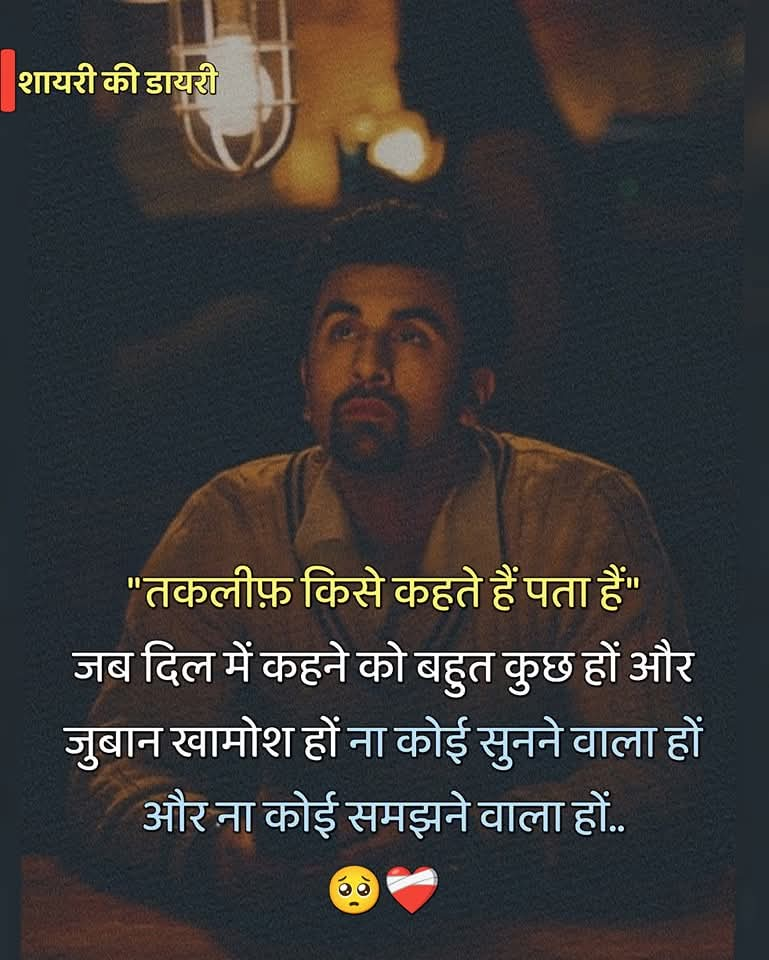 शायरी की डायरी
"तकलीफ़ किसे कहते हैं पता हैं"
जब दिल में कहने को बहुत कुछ हों और
जुबान खामोश हों ना कोई सुनने वाला हों
और ना कोई समझने वाला हों..
🥺❤️‍🩹